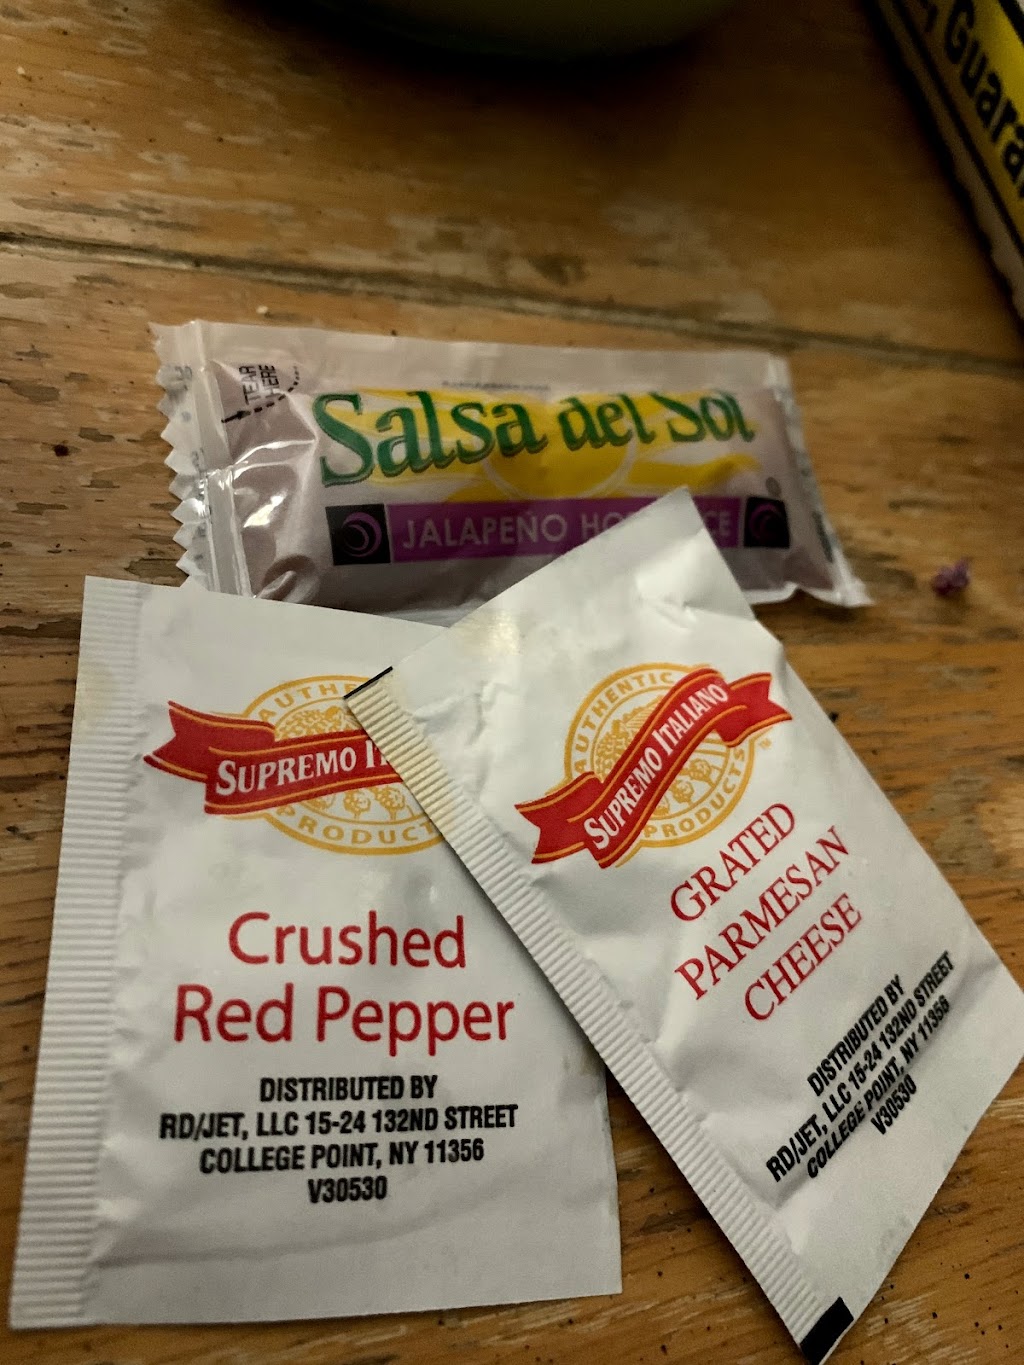 , Guara
TEAR
HERE
Salsa del Sol
JALAPEÑO HO CE
AUTHE
SUPREMO I
PRODUCT
Crushed
Red Pepper
DISTRIBUTED BY
RD/JET, LLC 15-24 132ND STREET
COLLEGE POINT, NY 11356
V30530
AUTHENTIC
SUPREMO ITALIANO
PRODUCTS
TM
GRATED
PARMESAN
CHEESE
DISTRIBUTED BY
RD/JET, LLC 15-24 132ND STREET
COLLEGE POINT, NY 11356
V30530